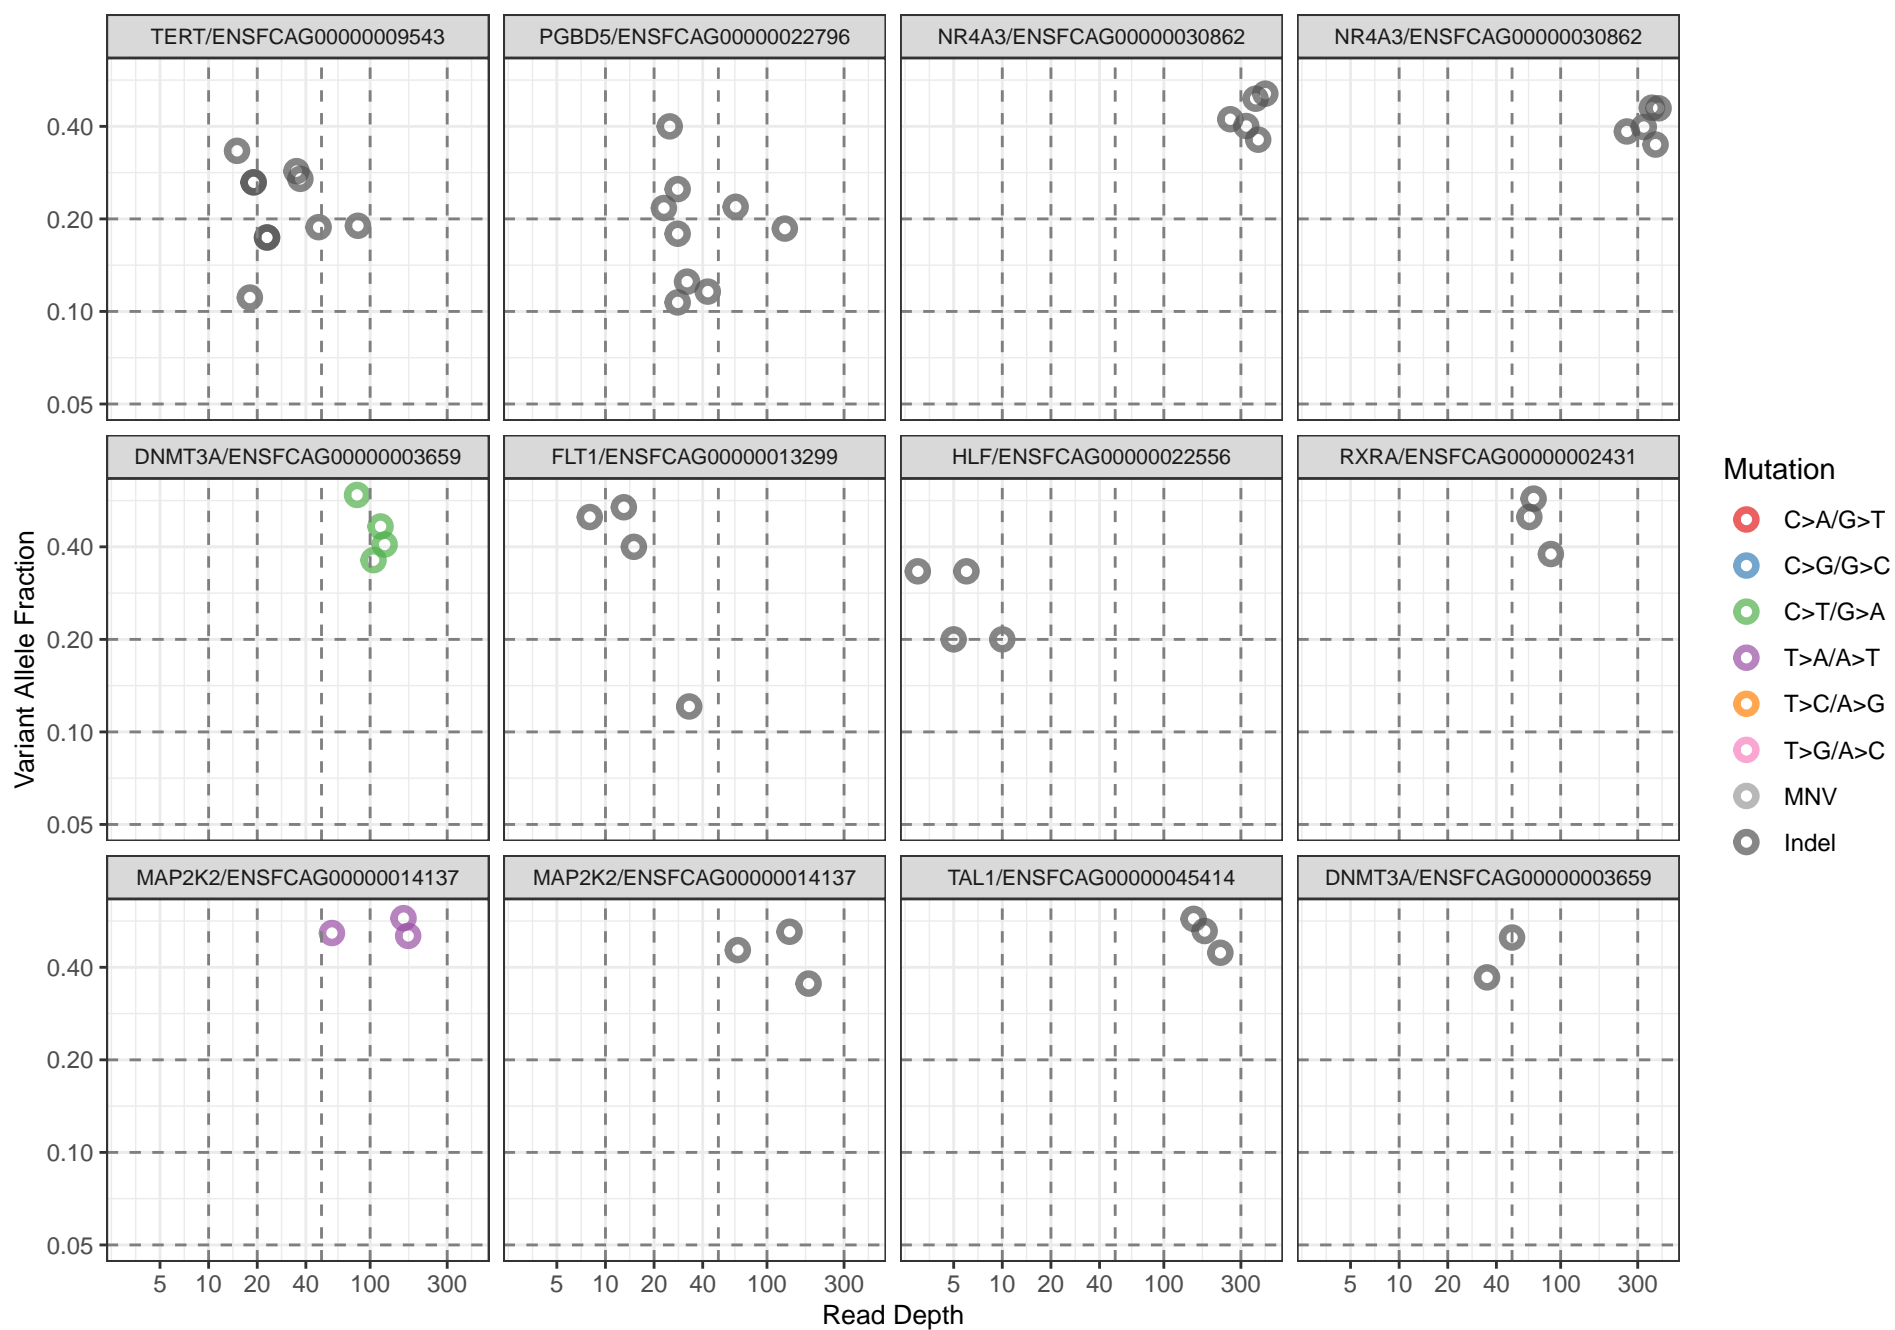 TERT/ENSFCAG00000009543
PGBD5/ENSFCAG00000022796
NR4A3/ENSFCAG00000030862
NR4A3/ENSFCAG00000030862
0.40
0.20
0.10
0.05
DNMT3A/ENSFCAG00000003659
FLT1/ENSFCAG00000013299
HLF/ENSFCAG00000022556
RXRA/ENSFCAG00000002431
0.40
0.20
0.10
0.05
MAP2K2/ENSFCAG00000014137
MAP2K2/ENSFCAG00000014137
TAL1/ENSFCAG00000045414
DNMT3A/ENSFCAG00000003659
0.40
0.20
0.10
0.05
5 10 20 40 100 300
5 10 20 40 100 300
5 10 20 40 100 300
5 10 20 40 100 300
Read Depth
Variant Allele Fraction
Mutation
C>A/G>T
C>G/G>C
C>T/G>A
T>A/A>T
T>C/A>G
T>G/A>C
MNV
Indel